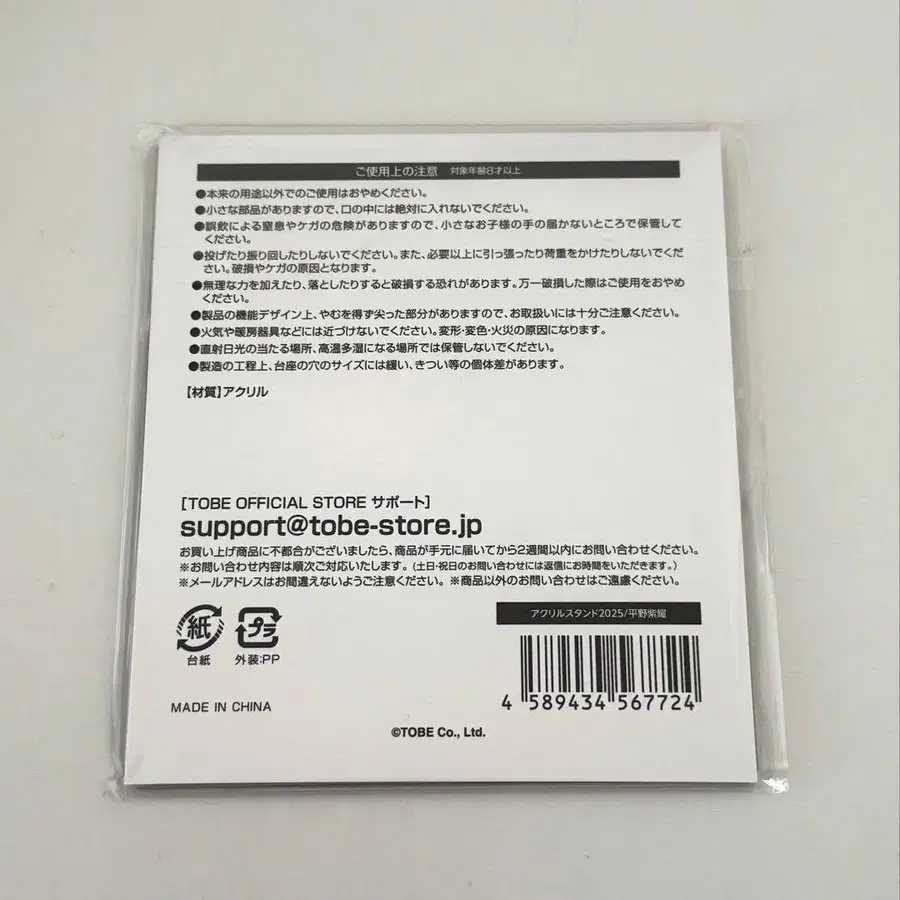 ご使用上の注意 対象年齢8才以上
●本来の用途以外でのご使用はおやめください。
●小さな部品がありますので、口の中には絶対に入れないでください。
●誤飲による窒息やケガの危険がありますので、小さなお子様の手の届かないところで保管して
ください。
●投げたり振り回したりしないでください。また、必要以上に引っ張ったり荷重をかけたりしないでくだ
さい。破損やケガの原因となります。
●無理な力を加えたり、落としたりすると破損する恐れがあります。万一破損した際はご使用をおやめ
ください。
●製品の機能デザイン上、やむを得ず尖った部分がありますので、お取扱いには十分ご注意ください。
●火気や暖房器具などには近づけないでください。変形・変色・火災の原因になります。
●直射日光の当たる場所、高温多湿になる場所では保管しないでください。
●製造の工程上、台座の穴のサイズには緩い、きつい等の個体差があります。
【材質】アクリル
[TOBE OFFICIAL STORE サポート]
support@tobe-store.jp
お買い上げ商品に不都合がございましたら、商品が手元に届いてから2週間以内にお問い合わせください。
※お問い合わせ内容は順次ご対応いたします。(土日・祝日のお問い合わせには返信にお時間をいただきます。)
※メールアドレスはお間違えないようご注意ください。※商品以外のお問い合わせはご遠慮ください。
紙 プラ
台紙 外装:PP
アクリルスタンド2025/平野紫耀
4 589434 567724
MADE IN CHINA
©TOBE Co., Ltd.